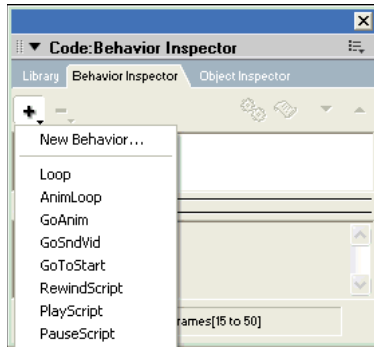 Code:Behavior Inspector
Library Behavior Inspector Object Inspector
New Behavior...
Loop
AnimLoop
GoAnim
GoSndVid
GoToStart
RewindScript
PlayScript
rames[15 to 50]
PauseScript